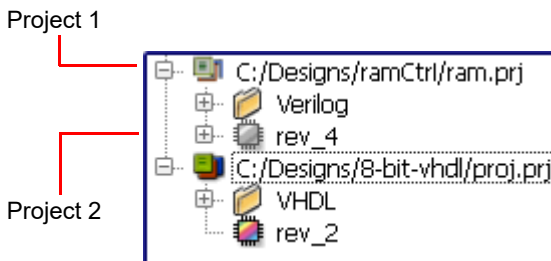 Project 1
C:/Designs/ramCtrl/ram.prj
Verilog
rev_4
C:/Designs/8-bit-vhdl/proj.prj
Project 2
VHDL
rev_2